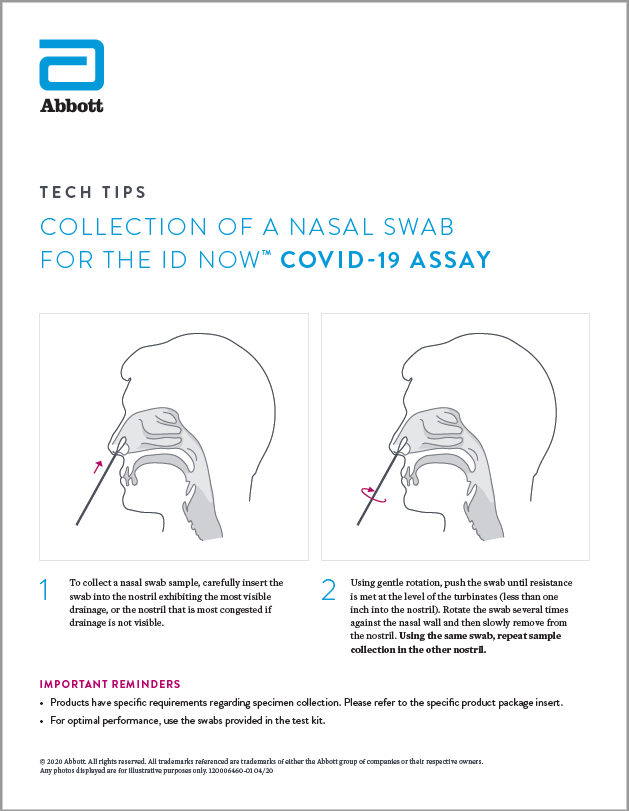 Abbott
TECH TIPS
COLLECTION OF A NASAL SWAB
FOR THE ID NOW™ COVID-19 ASSAY
1
To collect a nasal swab sample, carefully insert the
swab into the nostril exhibiting the most visible
drainage, or the nostril that is most congested if
drainage is not visible.
2
Using gentle rotation, push the swab until resistance
is met at the level of the turbinates (less than one
inch into the nostril). Rotate the swab several times
against the nasal wall and then slowly remove from
the nostril. Using the same swab, repeat sample
collection in the other nostril.
IMPORTANT REMINDERS
• Products have specific requirements regarding specimen collection. Please refer to the specific product package insert.
• For optimal performance, use the swabs provided in the test kit.
© 2020 Abbott. All rights reserved. All trademarks referenced are trademarks of either the Abbott group of companies or their respective owners.
Any photos displayed are for illustrative purposes only. 120006460-01 04/20